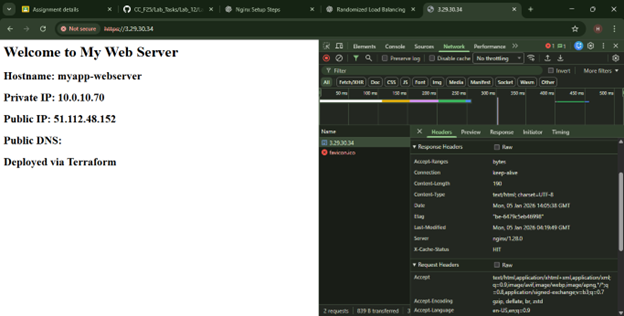 Assignment details
CC_F25/Lab_Tasks/Lab_12/La
Nginx Setup Steps
Randomized Load Balancing
3.29.30.34
Not secure https://3.29.30.34
Welcome to My Web Server
Hostname: myapp-webserver
Private IP: 10.0.10.70
Public IP: 51.112.48.152
Public DNS:
Deployed via Terraform
Elements Console Sources Network Performance
Preserve log Disable cache No throttling
Filter Invert More filters
All Fetch/XHR Doc CSS JS Font Img Media Manifest Socket Wasm Other
50 ms 100 ms 150 ms 200 ms 250 ms 300 ms 350 ms 400 ms 450 ms 500 ms
Name
3.29.30.34
favicon.ico
Headers Preview Response Initiator Timing
Response Headers Raw
Accept-Ranges bytes
Connection keep-alive
Content-Length 190
Content-Type text/html; charset=UTF-8
Date Mon, 05 Jan 2026 14:05:38 GMT
Etag
Last-Modified Mon, 05 Jan 2026 04:19:49 GMT
Server nginx/1.28.0
X-Cache-Status HIT
Request Headers Raw
Accept text/html,application/xhtml+xml,application/xml;
q=0.9,image/avif,image/webp,image/apng,*/*;q
=0.8,application/signed-exchange;v=b3;q=0.7
Accept-Encoding gzip, deflate, br, zstd
Accept-Language en-US,en;q=0.9
2 requests 839 B transferred